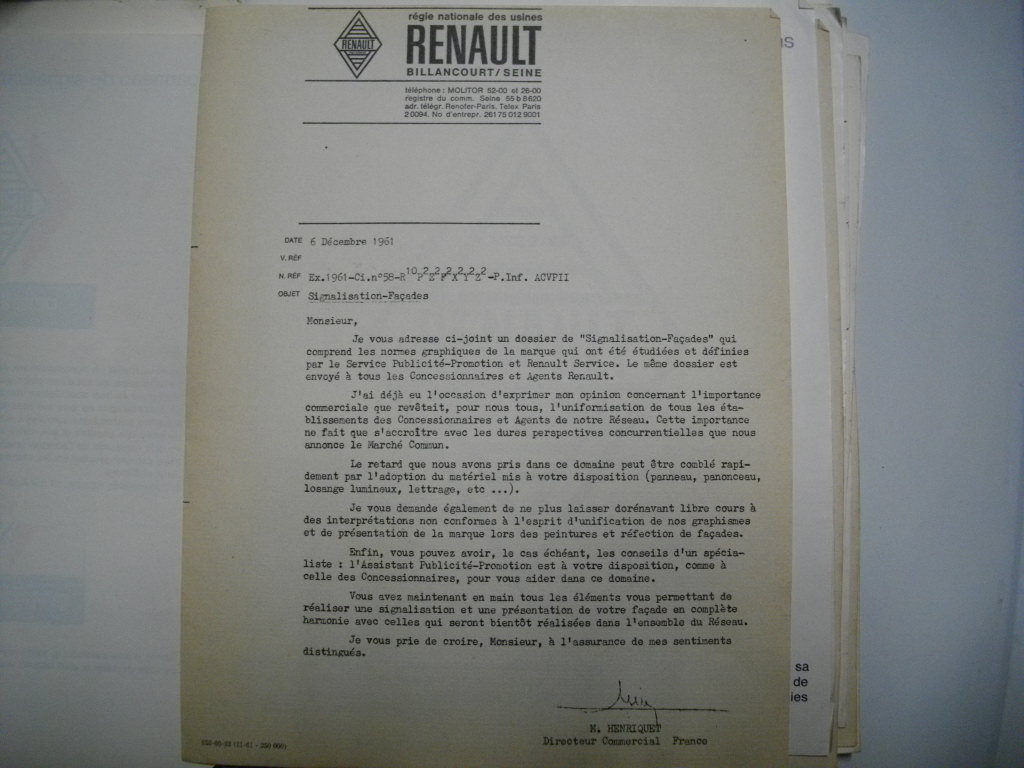 régie nationale des usines
RENAULT
RENAULT
BILLANCOURT/SEINE
téléphone : MOLITOR 52-00 et 26-00
registre du comm. Seine 55 b 8620
adr. télégr. Renofer-Paris. Telex Paris
20094. No d'entrepr. 261 75 012 9001
DATE 6 Décembre 1961
V. RÉF
N. RÉF Ex.1961-Ci.n°58-R10P2Z2F2X2Y2Z2-P.Inf. ACVPII
OBJET Signalisation-Façades
Monsieur,
Je vous adresse ci-joint un dossier de "Signalisation-Façades" qui
comprend les normes graphiques de la marque qui ont été étudiées et définies
par le Service Publicité-Promotion et Renault Service. Le même dossier est
envoyé à tous les Concessionnaires et Agents Renault.
J'ai déjà eu l'occasion d'exprimer mon opinion concernant l'importance
commerciale que revêtait, pour nous tous, l'uniformisation de tous les éta-
blissements des Concessionnaires et Agents de notre Réseau. Cette importance
ne fait que s'accroître avec les dures perspectives concurrentielles que nous
annonce le Marché Commun.
Le retard que nous avons pris dans ce domaine peut être comblé rapi-
dement par l'adoption du matériel mis à votre disposition (panneau, panonceau,
losange lumineux, lettrage, etc ...).
Je vous demande également de ne plus laisser dorénavant libre cours à
des interprétations non conformes à l'esprit d'unification de nos graphismes
et de présentation de la marque lors des peintures et réfection de façades.
Enfin, vous pouvez avoir, le cas échéant, les conseils d'un spécia-
liste : l'Assistant Publicité-Promotion est à votre disposition, comme à
celle des Concessionnaires, pour vous aider dans ce domaine.
Vous avez maintenant en main tous les éléments vous permettant de
réaliser une signalisation et une présentation de votre façade en complète
harmonie avec celles qui seront bientôt réalisées dans l'ensemble du Réseau.
Je vous prie de croire, Monsieur, à l'assurance de mes sentiments
distingués.
M. HENRIQUET
Directeur Commercial France
(11-61 - 250 000)
sa
de
ies